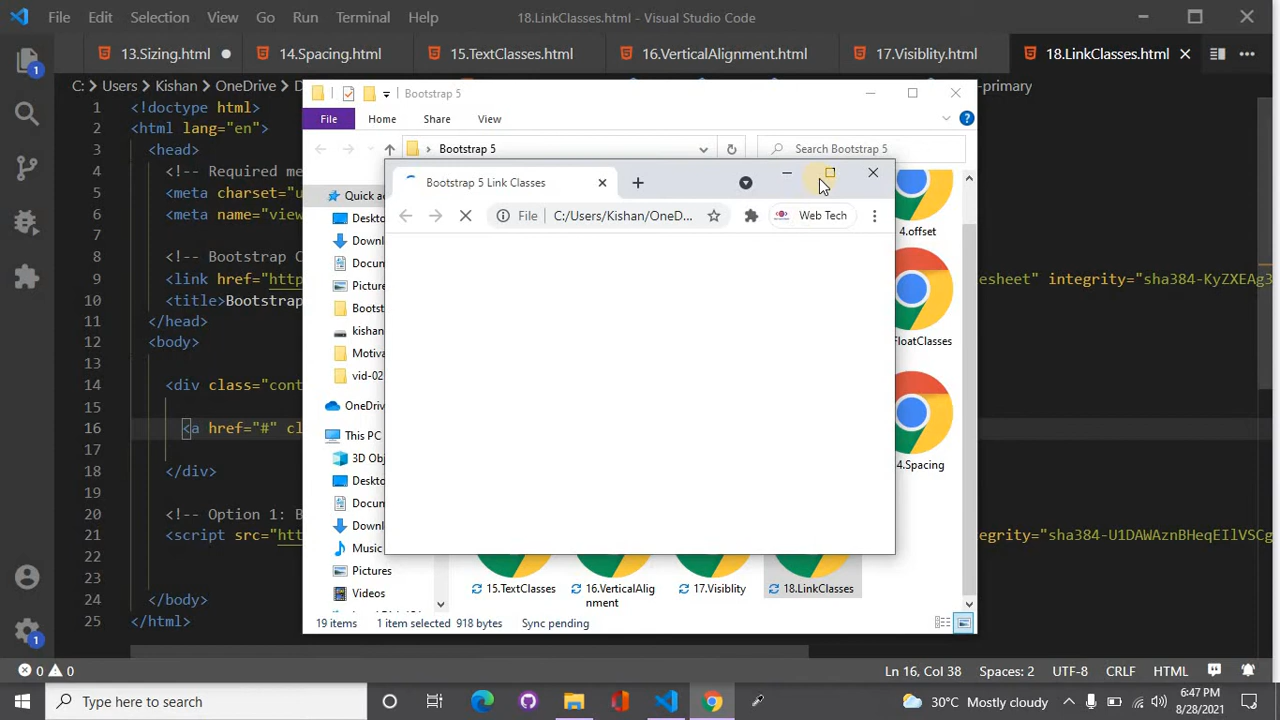 File Edit Selection View Go Run Terminal Help 18.LinkClasses.html - Visual Studio Code
13.Sizing.html 14.Spacing.html 15.TextClasses.html 16.VerticalAlignment.html 17.Visiblity.html 18.LinkClasses.html
C: > Users > Kishan > OneDrive > D
-primary
Bootstrap 5
File Home Share View
Bootstrap 5
Search Bootstrap 5
Bootstrap 5 Link Classes
File C:/Users/Kishan/OneD...
Web Tech
1 <!doctype html>
2 <html lang="en">
3 <head>
4 <!-- Required me
5 <meta charset="u
6 <meta name="view
7
8 <!-- Bootstrap C
9 <link href="http
esheet" integrity="sha384-KyZXEAg3
10 <title>Bootstrap
11 </head>
12 <body>
13
14 <div class="cont
15
16 <a href="#" cl
17
18 </div>
19
20 <!-- Option 1: B
21 <script src="htt
egrity="sha384-U1DAWAznBHeqEIlVSCg
22
23
24 </body>
25 </html>
Quick ac
Deskto
Downl
Docum
Picture
Bootst
kishan
Motiva
vid-02
OneDriv
This PC
3D Obj
Deskto
Docum
Downl
Music
Pictures
Videos
4.offset
FloatClasses
4.Spacing
15.TextClasses
16.VerticalAlig
nment
17.Visiblity
18.LinkClasses
19 items 1 item selected 918 bytes Sync pending
1
1
0 0 Ln 16, Col 38 Spaces: 2 UTF-8 CRLF HTML
Type here to search
30°C Mostly cloudy
6:47 PM
8/28/2021